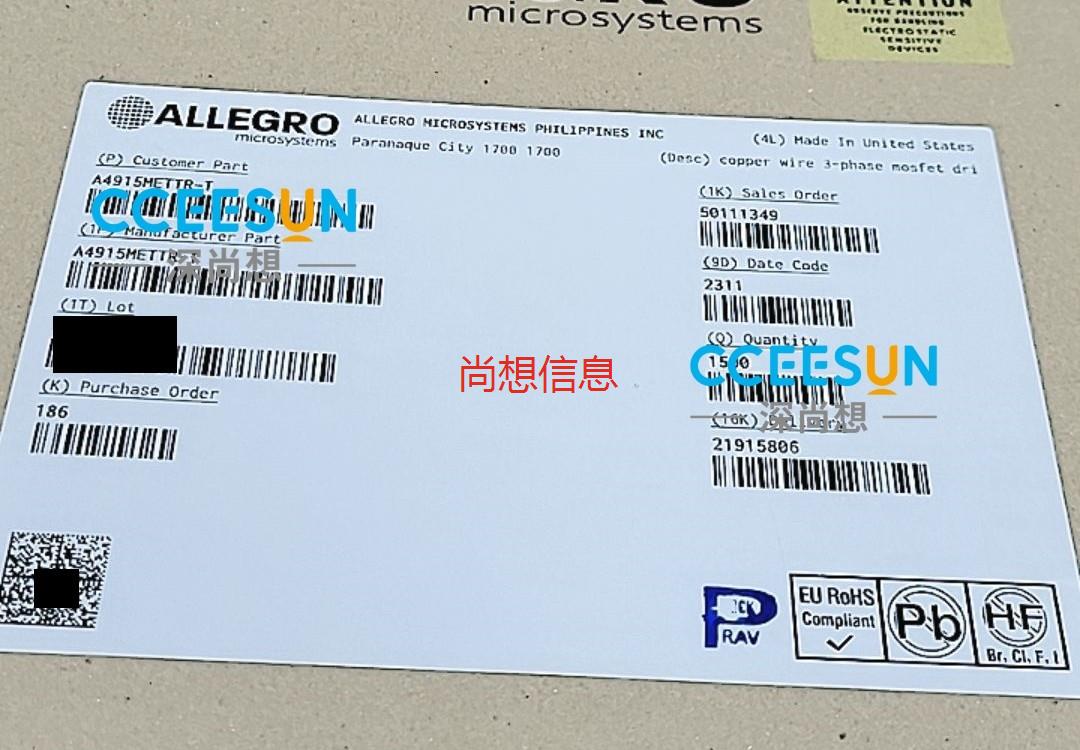 microsystems
ATTENTION
OBSERVE PRECAUTIONS
FOR HANDLING
ELECTROSTATIC
SENSITIVE
DEVICES
ALLEGRO
microsystems
ALLEGRO MICROSYSTEMS PHILIPPINES INC
Paranaque City 1700 1700
(4L) Made In United States
(Desc) copper wire 3-phase mosfet dri
(P) Customer Part
A4915METTR-T
CCEESUN
(1P) Manufacturer Part
A4915METTR-T
深尚想
(1T) Lot
(K) Purchase Order
186
(1K) Sales Order
50111349
(9D) Date Code
2311
(Q) Quantity
1500
CCEESUN
深尚想
尚想信息
21915806
PRAV
EU RoHS
Compliant
Pb
HF
Br, Cl, F, I